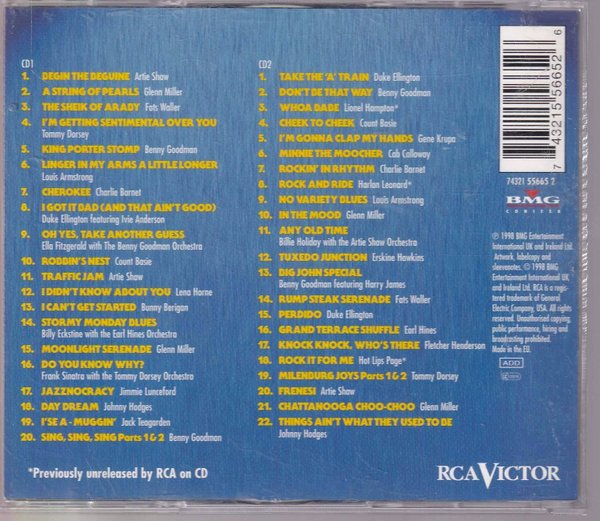 CD1
1. BEGIN THE BEGUINE Artie Shaw
2. A STRING OF PEARLS Glenn Miller
3. THE SHEIK OF ARABY Fats Waller
4. I'M GETTING SENTIMENTAL OVER YOU
Tommy Dorsey
5. KING PORTER STOMP Benny Goodman
6. LINGER IN MY ARMS A LITTLE LONGER
Louis Armstrong
7. CHEROKEE Charlie Barnet
8. I GOT IT BAD (AND THAT AIN'T GOOD)
Duke Ellington featuring Ivie Anderson
9. OH YES, TAKE ANOTHER GUESS
Ella Fitzgerald with The Benny Goodman Orchestra
10. ROBBIN'S NEST Count Basie
11. TRAFFIC JAM Artie Shaw
12. I DIDN'T KNOW ABOUT YOU Lena Horne
13. I CAN'T GET STARTED Bunny Berigan
14. STORMY MONDAY BLUES
Billy Eckstine with the Earl Hines Orchestra
15. MOONLIGHT SERENADE Glenn Miller
16. DO YOU KNOW WHY?
Frank Sinatra with the Tommy Dorsey Orchestra
17. JAZZNOCRACY Jimmie Lunceford
18. DAY DREAM Johnny Hodges
19. I'SE A - MUGGIN' Jack Teagarden
20. SING, SING, SING Parts 1 & 2 Benny Goodman
CD2
1. TAKE THE 'A' TRAIN Duke Ellington
2. DON'T BE THAT WAY Benny Goodman
3. WHOA BABE Lionel Hampton*
4. CHEEK TO CHEEK Count Basie
5. I'M GONNA CLAP MY HANDS Gene Krupa
6. MINNIE THE MOOCHER Cab Calloway
7. ROCKIN' IN RHYTHM Charlie Barnet
8. ROCK AND RIDE Harlan Leonard*
9. NO VARIETY BLUES Louis Armstrong
10. IN THE MOOD Glenn Miller
11. ANY OLD TIME
Billie Holiday with the Artie Shaw Orchestra
12. TUXEDO JUNCTION Erskine Hawkins
13. BIG JOHN SPECIAL
Benny Goodman featuring Harry James
14. RUMP STEAK SERENADE Fats Waller
15. PERDIDO Duke Ellington
16. GRAND TERRACE SHUFFLE Earl Hines
17. KNOCK KNOCK, WHO'S THERE Fletcher Henderson
18. ROCK IT FOR ME Hot Lips Page*
19. MILENBURG JOYS Parts 1 & 2 Tommy Dorsey
20. FRENESI Artie Shaw
21. CHATTANOOGA CHOO-CHOO Glenn Miller
22. THINGS AIN'T WHAT THEY USED TO BE
Johnny Hodges
*Previously unreleased by RCA on CD
7 43215 56652 6
74321 55665 2
BMG
CONIFER
℗ 1998 BMG Entertainment
International UK and Ireland Ltd.
Artwork, labelcopy and
sleevenotes. © 1998 BMG
Entertainment International UK
and Ireland Ltd. RCA is a regis-
tered trademark of General
Electric Company, USA. All rights
reserved. Unauthorised copying,
public performance, hiring and
broadcasting prohibited.
Made in the EU.
ADD
RCA VICTOR